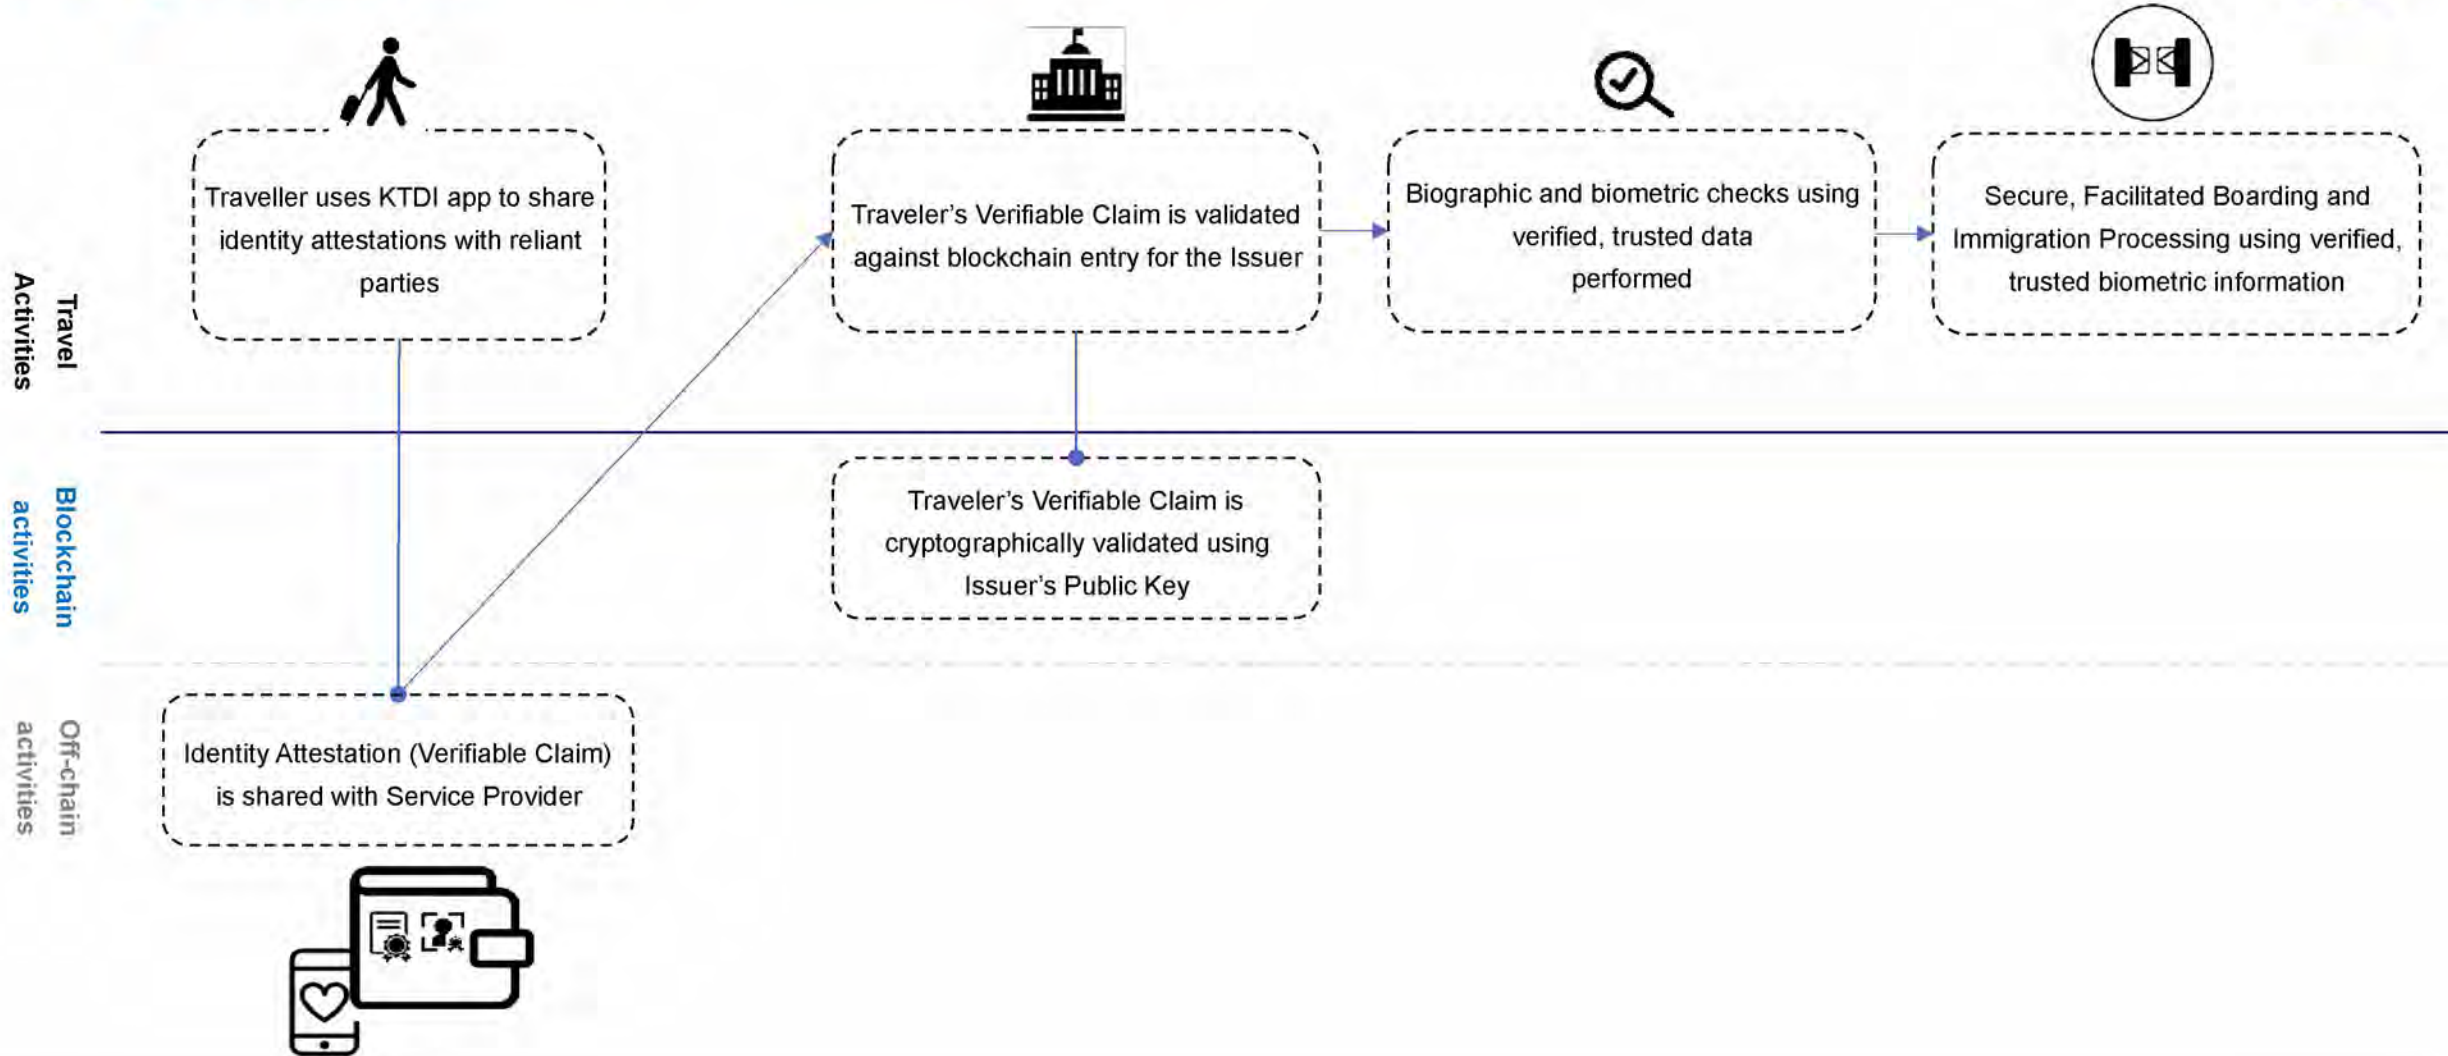 Traveller uses KTDI app to share
identity attestations with reliant
parties
Traveler's Verifiable Claim is validated
against blockchain entry for the Issuer
Biographic and biometric checks using
verified, trusted data
performed
Secure, Facilitated Boarding and
Immigration Processing using verified,
trusted biometric information
Travel
Activities
Traveler's Verifiable Claim is
cryptographically validated using
Issuer's Public Key
Blockchain
activities
Identity Attestation (Verifiable Claim)
is shared with Service Provider
Off-chain
activities